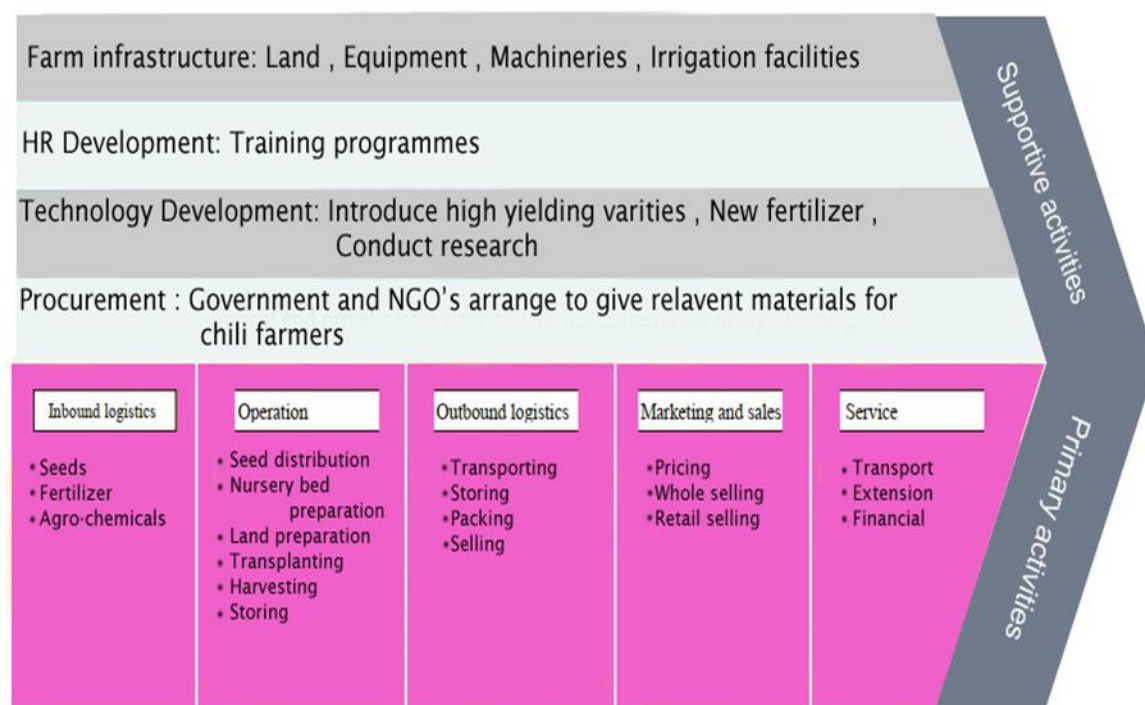 Farm infrastructure: Land , Equipment , Machineries , Irrigation facilities
HR Development: Training programmes
Technology Development: Introduce high yielding varities , New fertilizer ,
Conduct research
Procurement : Government and NGO's arrange to give relavent materials for
chili farmers
Supportive activities
Inbound logistics
* Seeds
* Fertilizer
* Agro-chemicals
Operation
* Seed distribution
* Nursery bed
preparation
* Land preparation
* Transplanting
* Harvesting
* Storing
Outbound logistics
* Transporting
* Storing
* Packing
* Selling
Marketing and sales
* Pricing
* Whole selling
* Retail selling
Service
* Transport
* Extension
* Financial
Primary activities